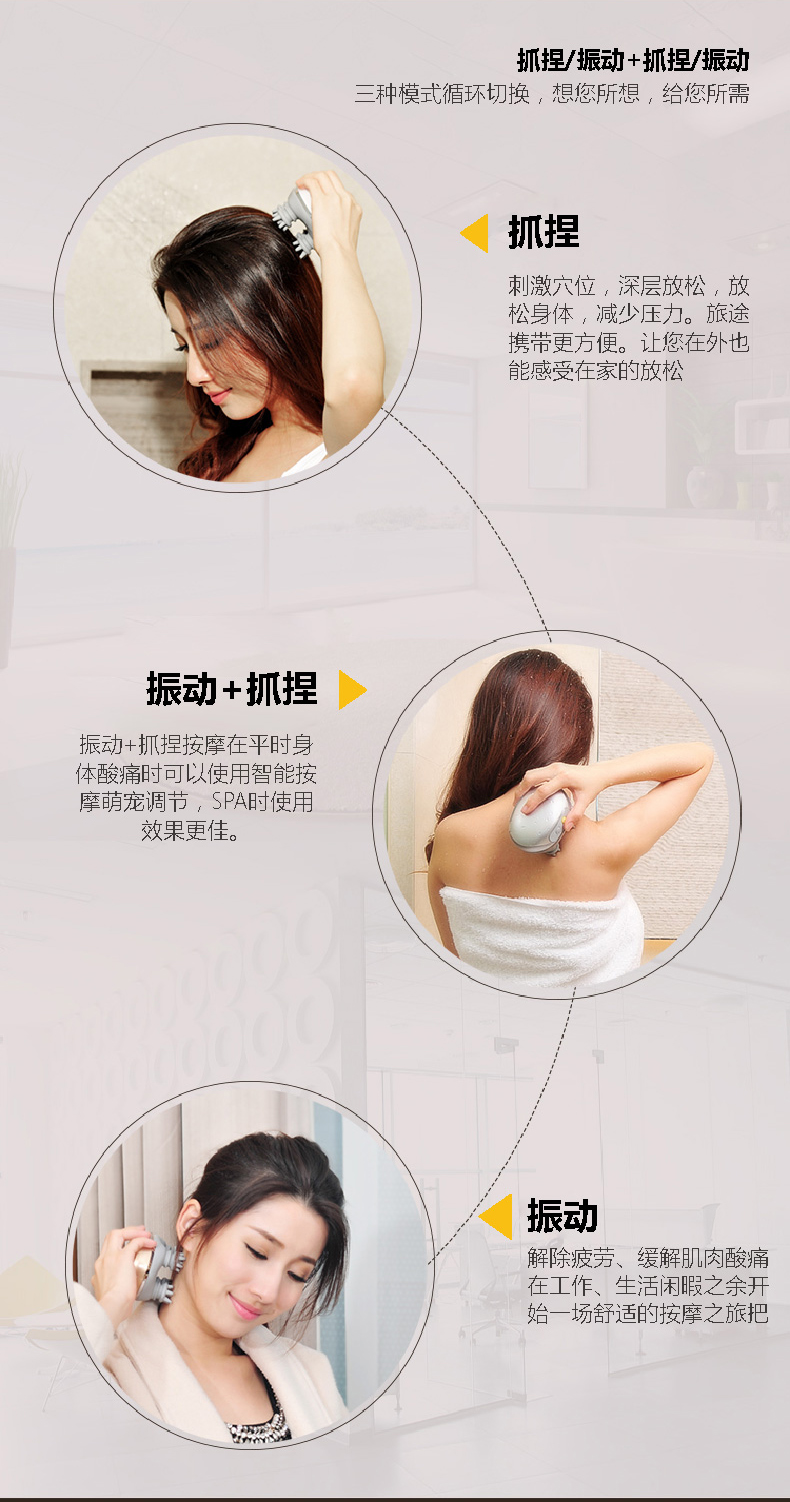 抓捏/振动+抓捏/振动
三种模式循环切换，想您所想，给您所需
抓捏
刺激穴位，深层放松，放
松身体，减少压力。旅途
携带更方便。让您在外也
能感受在家的放松
振动+抓捏
振动+抓捏按摩在平时身
体酸痛时可以使用智能按
摩萌宠调节，SPA时使用
效果更佳。
振动
解除疲劳、缓解肌肉酸痛
在工作、生活闲暇之余开
始一场舒适的按摩之旅把